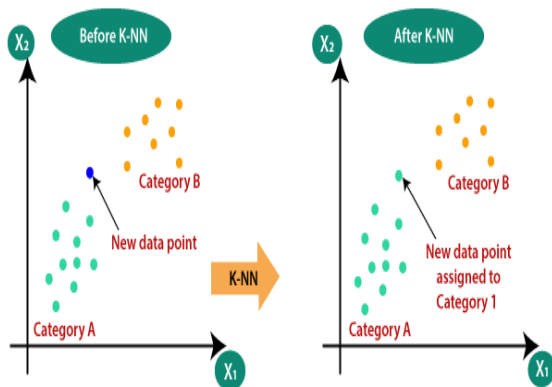 Before K-NN
X₂
Category B
New data point
Category A
X₁
K-NN
After K-NN
X₂
Category B
New data point
assigned to
Category 1
Category A
X₁